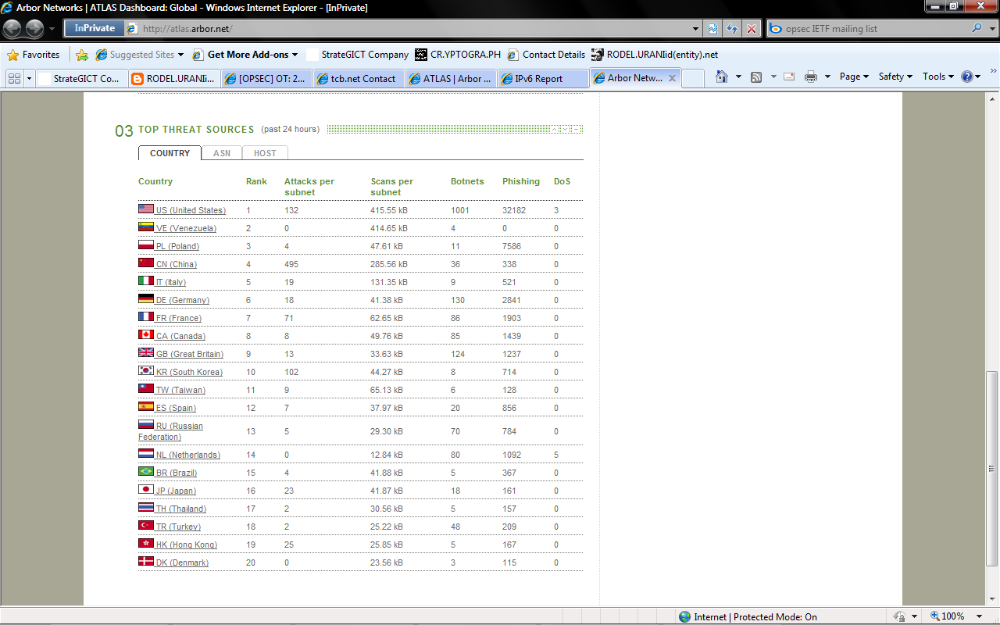 Arbor Networks | ATLAS Dashboard: Global - Windows Internet Explorer - [InPrivate]
InPrivate http://atlas.arbor.net/ opsec IETF mailing list
Favorites Suggested Sites Get More Add-ons StrateGICT Company CR.YPTOGRA.PH Contact Details RODEL.URANIid(entity).net
StrateGICT Co... RODEL.URANIi... [OPSEC] OT: 2... tcb.net Contact ATLAS | Arbor ... IPv6 Report Arbor Netw... Page Safety Tools
03 TOP THREAT SOURCES (past 24 hours)
COUNTRY ASN HOST
Country Rank Attacks per subnet Scans per subnet Botnets Phishing DoS
US (United States) 1 132 415.55 kB 1001 32182 3
VE (Venezuela) 2 0 414.65 kB 4 0 0
PL (Poland) 3 4 47.61 kB 11 7586 0
CN (China) 4 495 285.56 kB 36 338 0
IT (Italy) 5 19 131.35 kB 9 521 0
DE (Germany) 6 18 41.38 kB 130 2841 0
FR (France) 7 71 62.65 kB 86 1903 0
CA (Canada) 8 8 49.76 kB 85 1439 0
GB (Great Britain) 9 13 33.63 kB 124 1237 0
KR (South Korea) 10 102 44.27 kB 8 714 0
TW (Taiwan) 11 9 65.13 kB 6 128 0
ES (Spain) 12 7 37.97 kB 20 856 0
RU (Russian Federation) 13 5 29.30 kB 70 784 0
NL (Netherlands) 14 0 12.84 kB 80 1092 5
BR (Brazil) 15 4 41.88 kB 5 367 0
JP (Japan) 16 23 41.87 kB 18 161 0
TH (Thailand) 17 2 30.56 kB 5 157 0
TR (Turkey) 18 2 25.22 kB 48 209 0
HK (Hong Kong) 19 25 25.85 kB 5 167 0
DK (Denmark) 20 0 23.56 kB 3 115 0
Internet | Protected Mode: On 100%